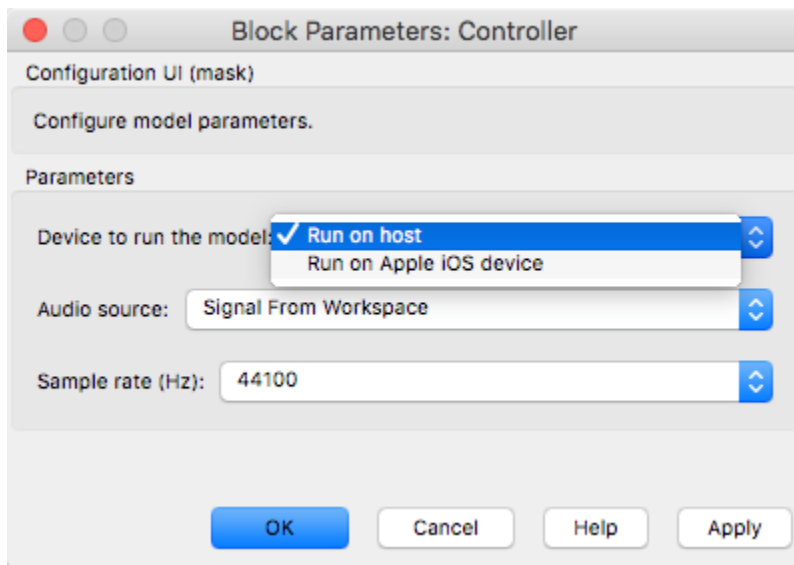 Block Parameters: Controller
Configuration UI (mask)
Configure model parameters.
Parameters
Device to run the model: Run on host
Run on Apple iOS device
Audio source: Signal From Workspace
Sample rate (Hz): 44100
OK Cancel Help Apply